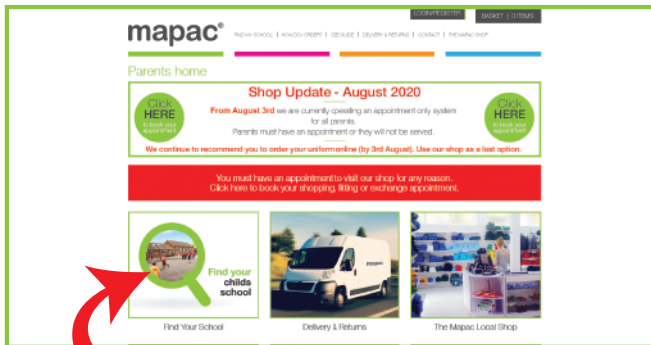 LOGIN/REGISTER
BASKET | 0 ITEMS
mapac®
FIND MY SCHOOL | HOW DO I ORDER? | SIZE GUIDE | DELIVERY & RETURNS | CONTACT | THE MAPAC SHOP
Parents home
Shop Update - August 2020
Click
HERE
to book your
appointment
From August 3rd we are currently operating an appointment only system
for all parents.
Parents must have an appointment or they will not be served.
We continue to recommend you to order your uniform online (by 3rd August). Use our shop as a last option.
Click
HERE
to book your
appointment
You must have an appointment to visit our shop for any reason.
Click here to book your shopping, fitting or exchange appointment.
Find your
childs
school
Find Your School
Delivery & Returns
The Mapac Local Shop